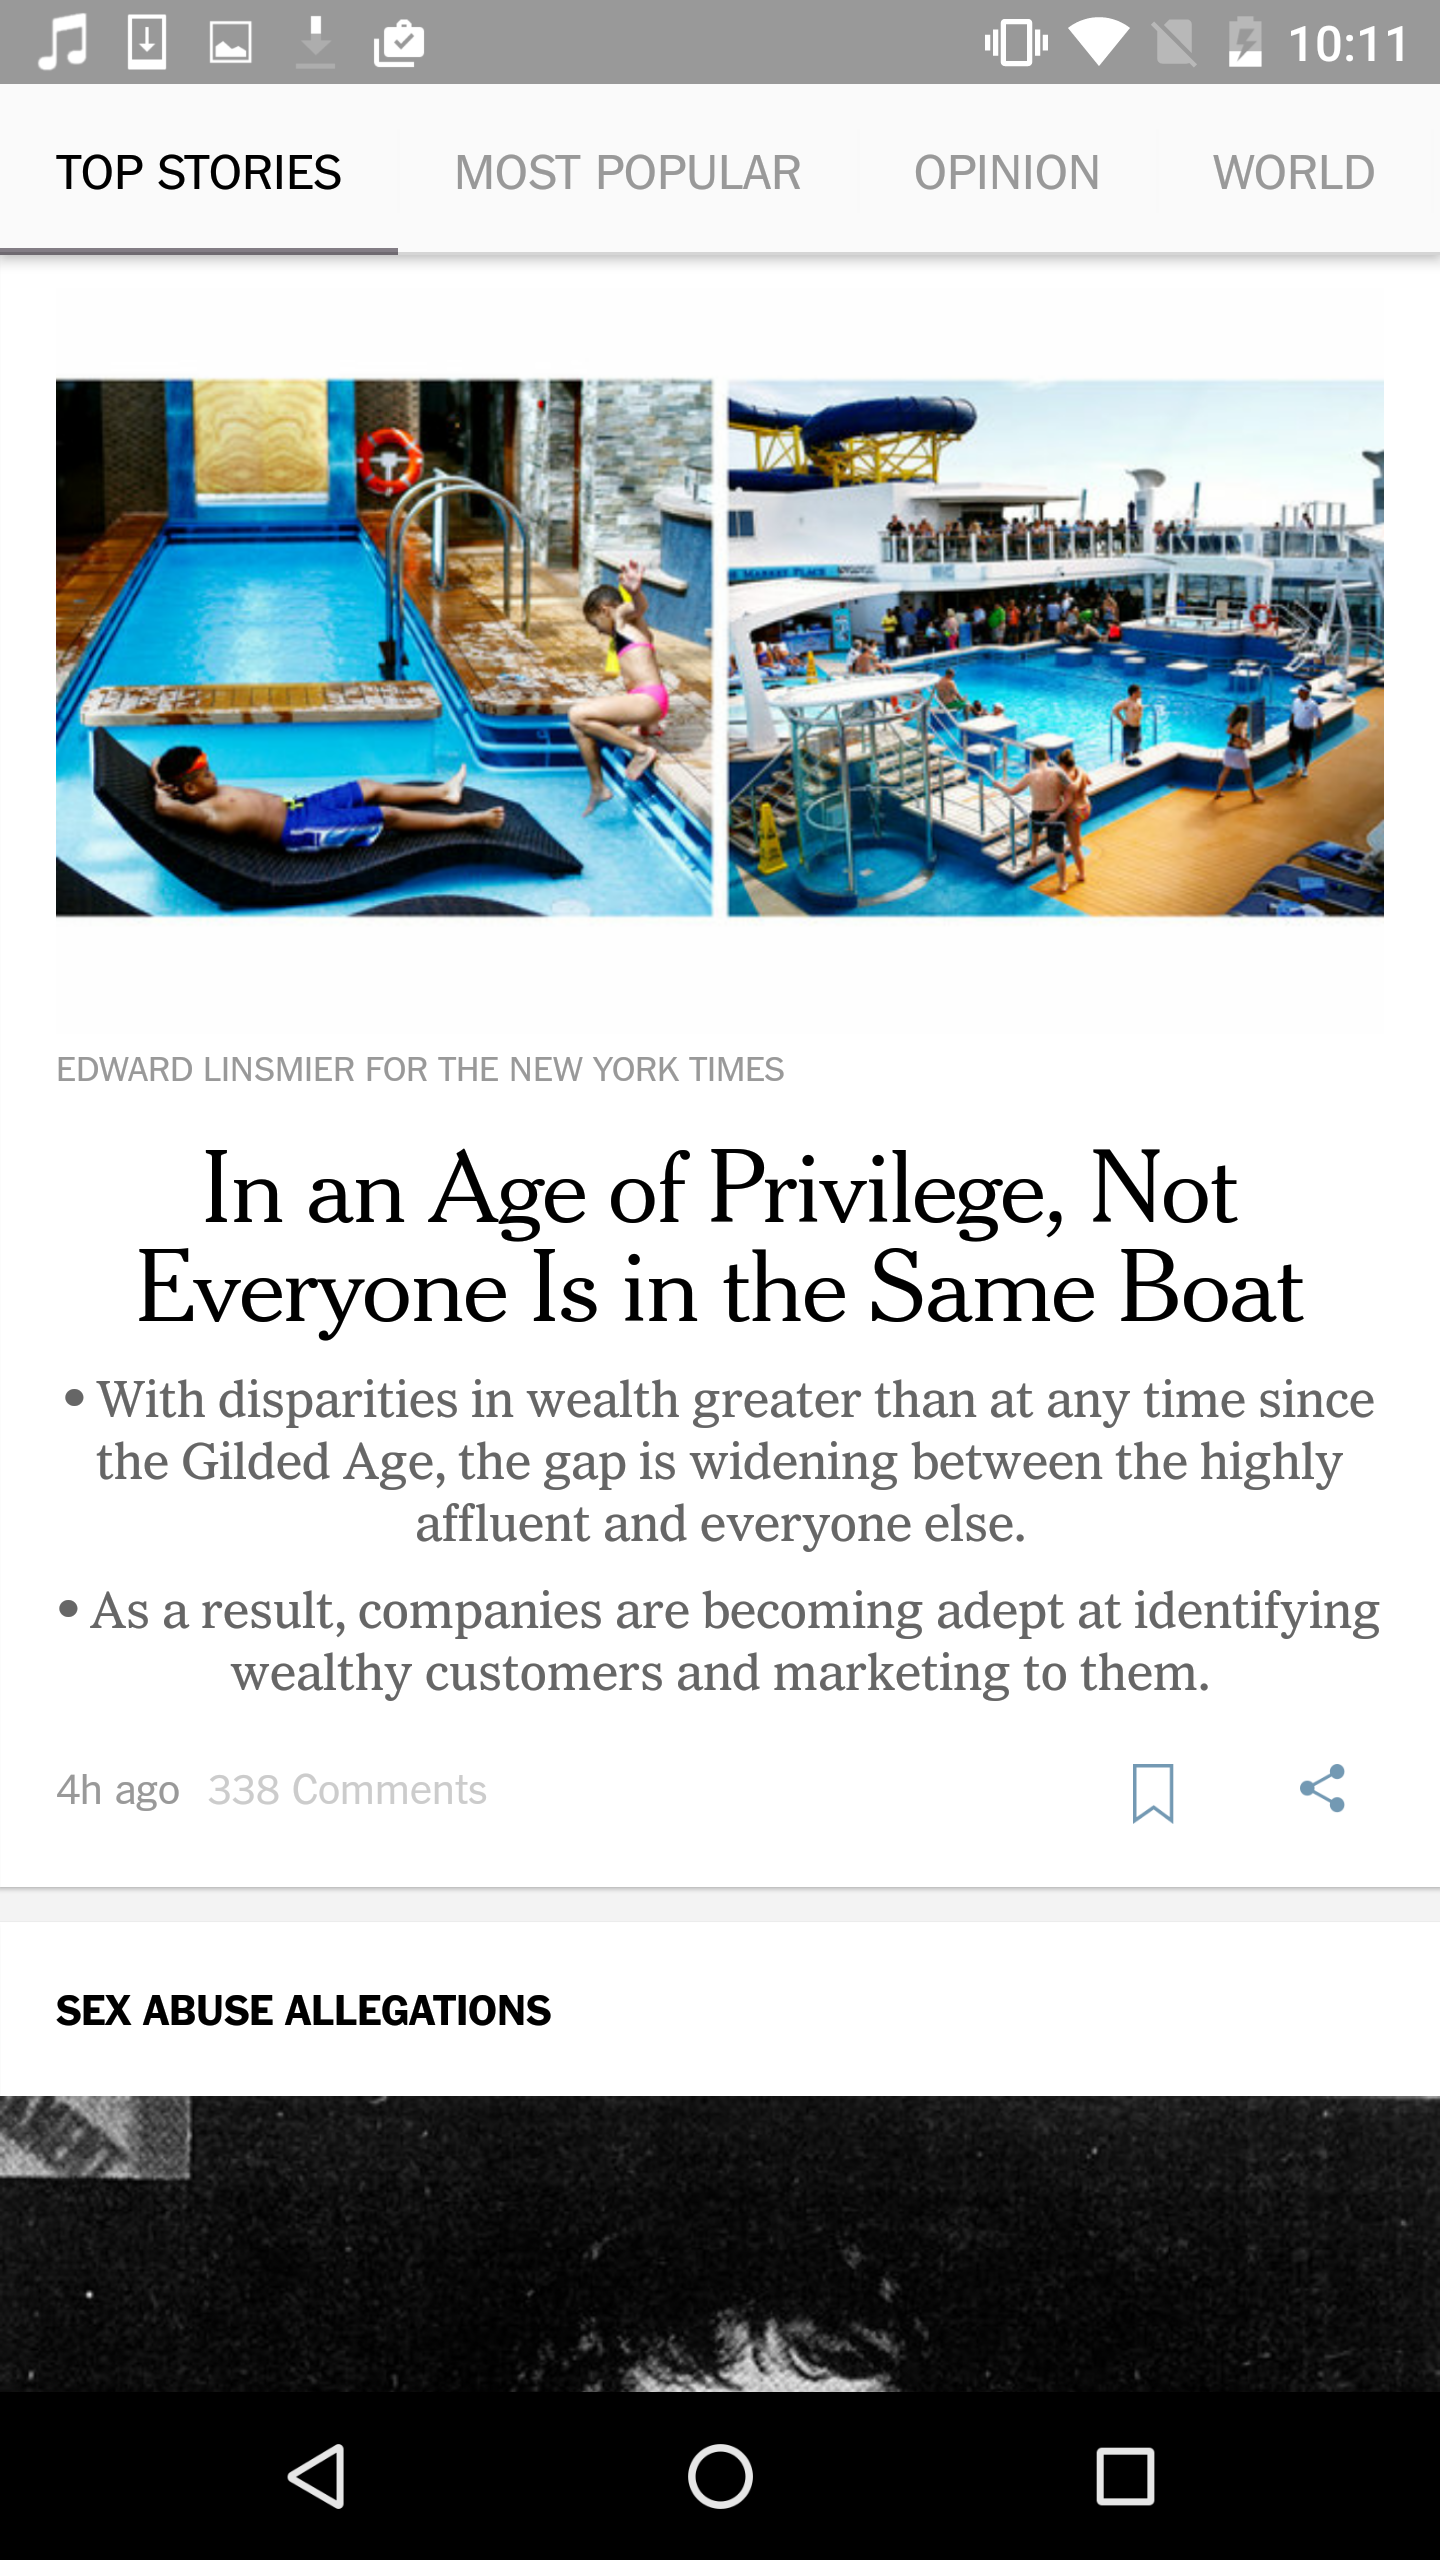 10:11
TOP STORIES
MOST POPULAR
OPINION
WORLD
MARKET PLACE
EDWARD LINSMIER FOR THE NEW YORK TIMES
In an Age of Privilege, Not
Everyone Is in the Same Boat
• With disparities in wealth greater than at any time since
the Gilded Age, the gap is widening between the highly
affluent and everyone else.
• As a result, companies are becoming adept at identifying
wealthy customers and marketing to them.
4h ago 338 Comments
SEX ABUSE ALLEGATIONS